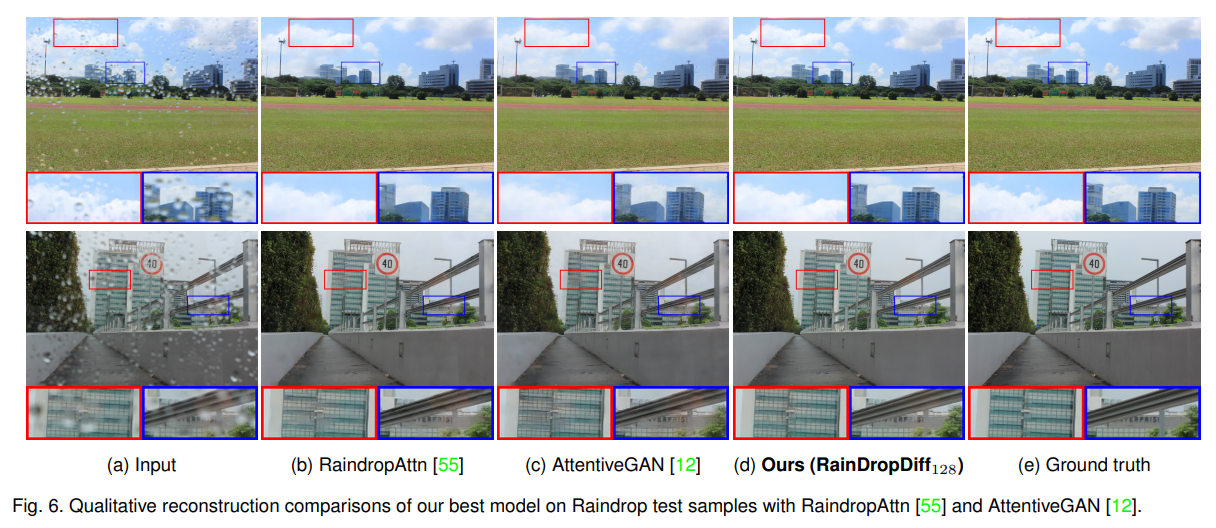 40 40 40 40 40
(a) Input (b) RaindropAttn [55] (c) AttentiveGAN [12] (d) Ours (RainDropDiff128) (e) Ground truth
Fig. 6. Qualitative reconstruction comparisons of our best model on Raindrop test samples with RaindropAttn [55] and AttentiveGAN [12].